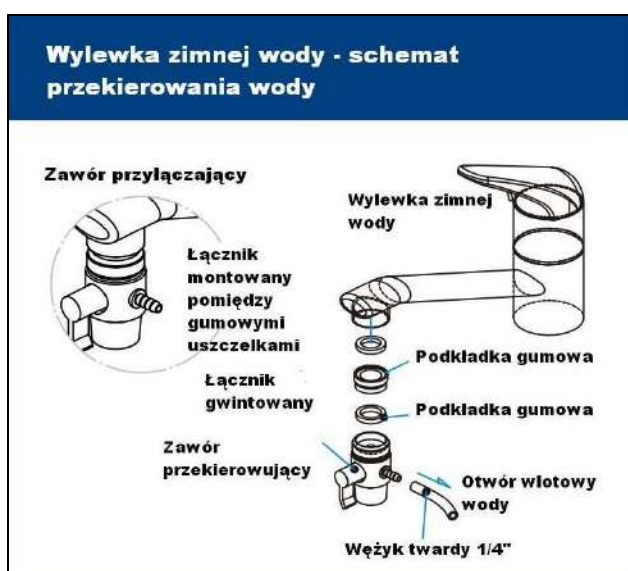 Wylewka zimnej wody - schemat
przekierowania wody
Zawór przyłączający
Wylewka zimnej
wody
Łącznik
montowany
pomiędzy
gumowymi
uszczelkami
Łącznik
gwintowany
Podkładka gumowa
Podkładka gumowa
Zawór
przekierowujący
Otwór wlotowy
wody
Wężyk twardy 1/4"